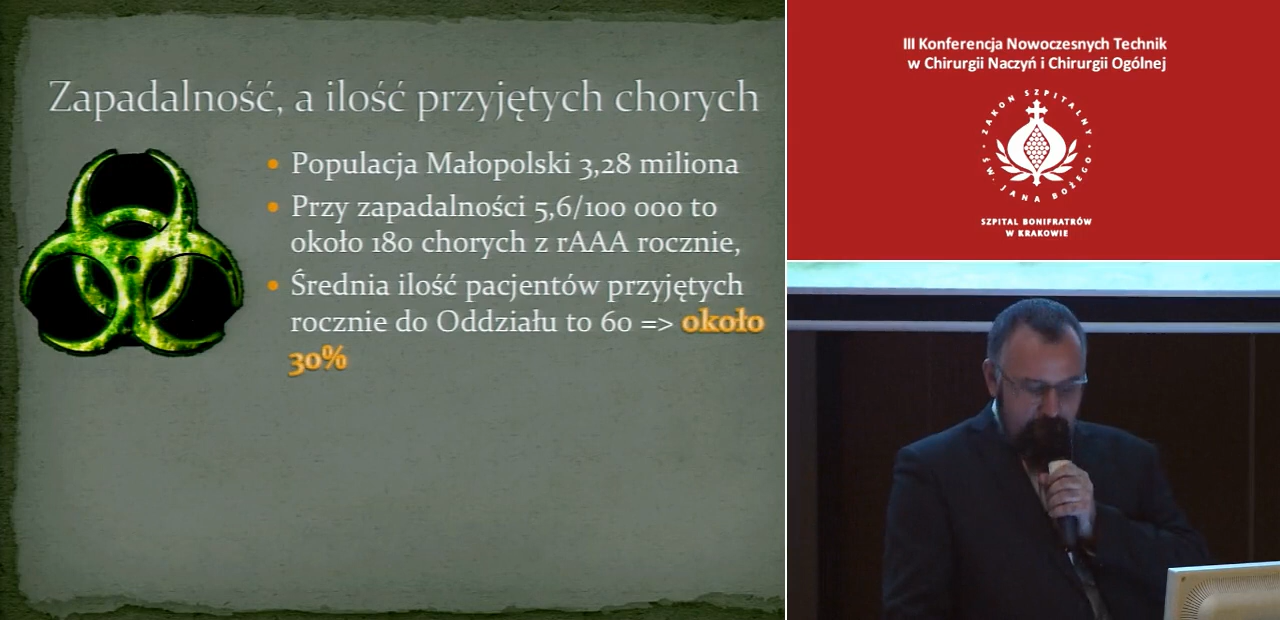 Zapadalność, a ilość przyjętych chorych
Populacja Małopolski 3,28 miliona
Przy zapadalności 5,6/100 000 to
około 180 chorych z rAAA rocznie,
Średnia ilość pacjentów przyjętych
rocznie do Oddziału to 60 => około
30%
III Konferencja Nowoczesnych Technik
w Chirurgii Naczyń i Chirurgii Ogólnej
ZAKON SZPITALNY
ŚW. JANA BOŻEGO
SZPITAL BONIFRATRÓW
W KRAKOWIE